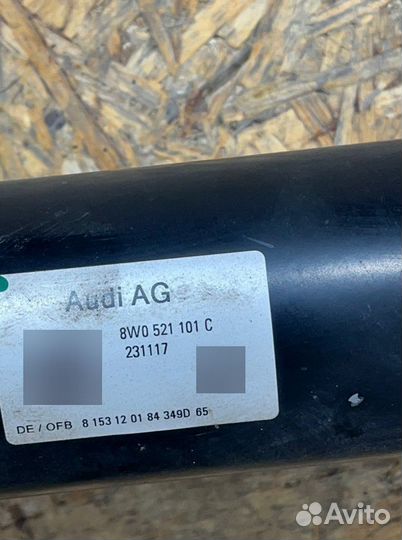 Audi AG
8W0 521 101 C
231117
DE / OFB 8 153 12 01 84 349D 65
Avito